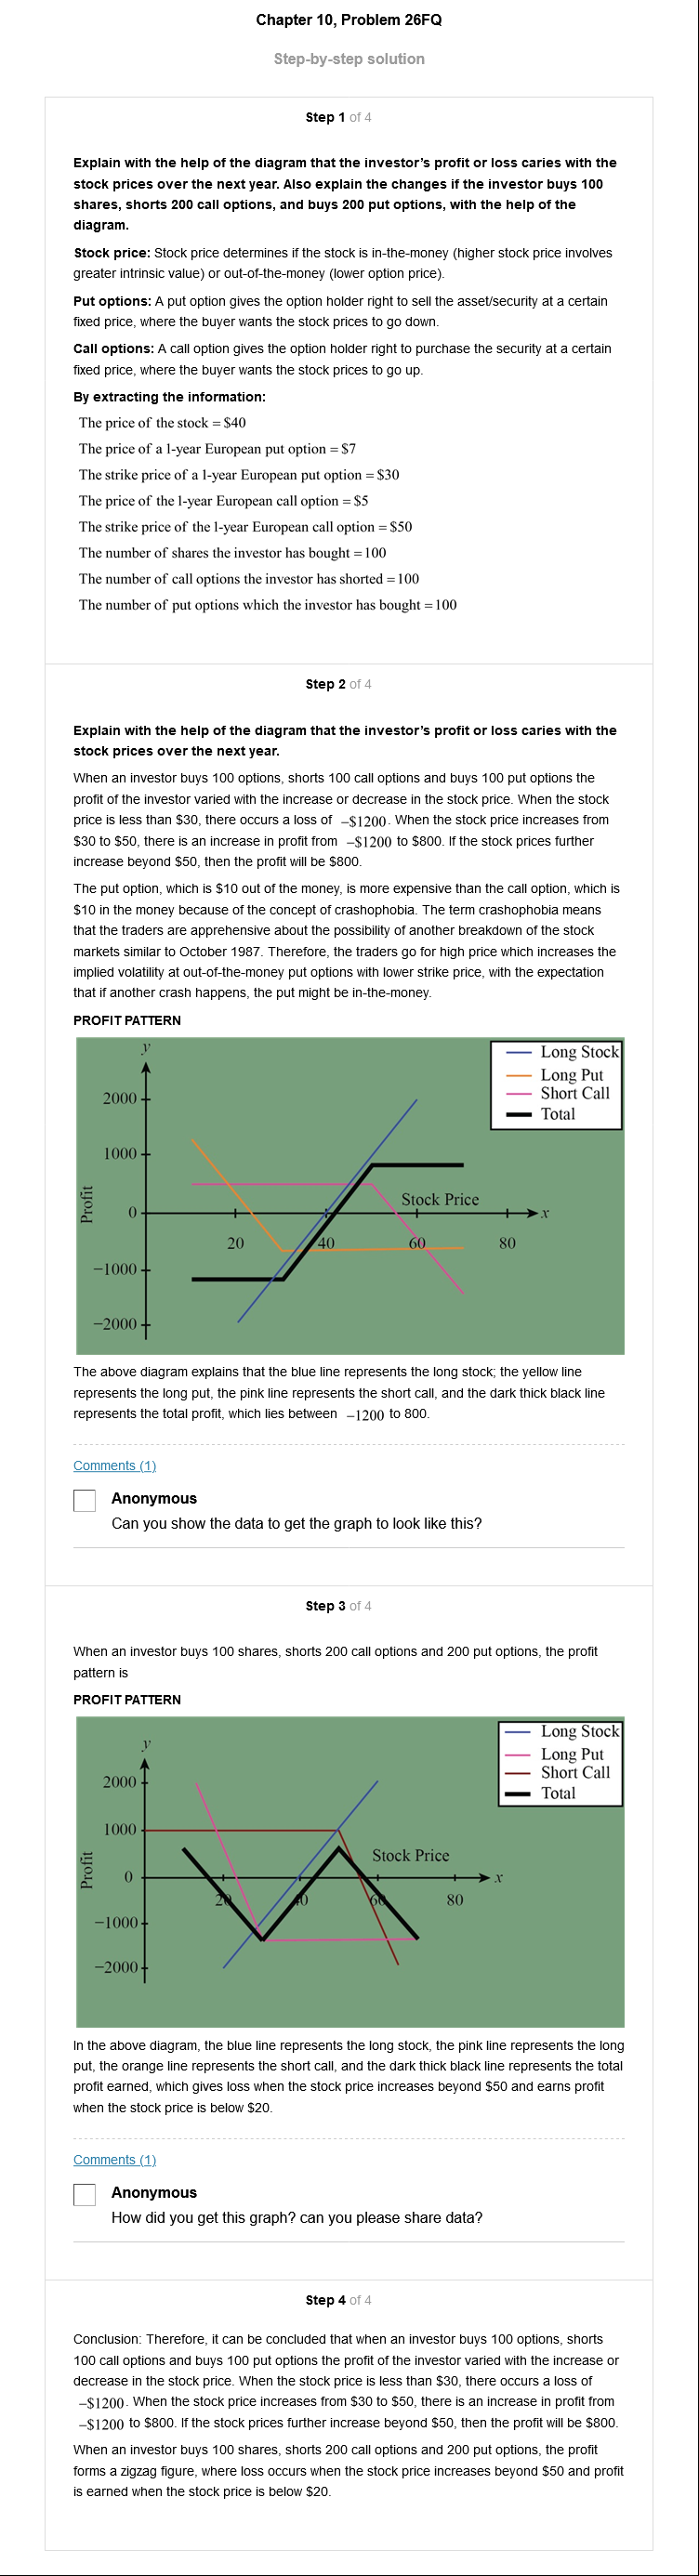 Chapter 10, Problem 26FQ
Step-by-step solution
Step 1 of 4
Explain with the help of the diagram that the investor's profit or loss caries with the
stock prices over the next year. Also explain the changes if the investor buys 100
shares, shorts 200 call options, and buys 200 put options, with the help of the
diagram.
Stock price: Stock price determines if the stock is in-the-money (higher stock price involves
greater intrinsic value) or out-of-the-money (lower option price).
Put options: A put option gives the option holder right to sell the asset/security at a certain
fixed price, where the buyer wants the stock prices to go down.
Call options: A call option gives the option holder right to purchase the security at a certain
fixed price, where the buyer wants the stock prices to go up.
By extracting the information:
The price of the stock = $40
The price of a l-year European put option = $7
The strike price of a l-year European put option = $30
The price of the l-year European call option = $5
The strike price of the l-year European call option = $50
The number of shares the investor has bought = 100
The number of call options the investor has shorted = 100
The number of put options which the investor has bought = 100
Step 2 of 4
Explain with the help of the diagram that the investor's profit or loss caries with the
stock prices over the next year.
When an investor buys 100 options, shorts 100 call options and buys 100 put options the
profit of the investor varied with the increase or decrease in the stock price. When the stock
price is less than $30, there occurs a loss of −$1200. When the stock price increases from
$30 to $50, there is an increase in profit from −$1200 to $800. If the stock prices further
increase beyond $50, then the profit will be $800.
The put option, which is $10 out of the money, is more expensive than the call option, which is
$10 in the money because of the concept of crashophobia. The term crashophobia means
that the traders are apprehensive about the possibility of another breakdown of the stock
markets similar to October 1987. Therefore, the traders go for high price which increases the
implied volatility at out-of-the-money put options with lower strike price, with the expectation
that if another crash happens, the put might be in-the-money.
PROFIT PATTERN
y
Long Stock
Long Put
Short Call
Total
2000
1000
0
−1000
−2000
Profit
Stock Price
x
20
40
60
80
The above diagram explains that the blue line represents the long stock; the yellow line
represents the long put, the pink line represents the short call, and the dark thick black line
represents the total profit, which lies between −1200 to 800.
Comments (1)
Anonymous
Can you show the data to get the graph to look like this?
Step 3 of 4
When an investor buys 100 shares, shorts 200 call options and 200 put options, the profit
pattern is
PROFIT PATTERN
y
Long Stock
Long Put
Short Call
Total
2000
1000
0
−1000
−2000
Profit
Stock Price
x
20
40
60
80
In the above diagram, the blue line represents the long stock, the pink line represents the long
put, the orange line represents the short call, and the dark thick black line represents the total
profit earned, which gives loss when the stock price increases beyond $50 and earns profit
when the stock price is below $20.
Comments (1)
Anonymous
How did you get this graph? can you please share data?
Step 4 of 4
Conclusion: Therefore, it can be concluded that when an investor buys 100 options, shorts
100 call options and buys 100 put options the profit of the investor varied with the increase or
decrease in the stock price. When the stock price is less than $30, there occurs a loss of
−$1200. When the stock price increases from $30 to $50, there is an increase in profit from
−$1200 to $800. If the stock prices further increase beyond $50, then the profit will be $800.
When an investor buys 100 shares, shorts 200 call options and 200 put options, the profit
forms a zigzag figure, where loss occurs when the stock price increases beyond $50 and profit
is earned when the stock price is below $20.